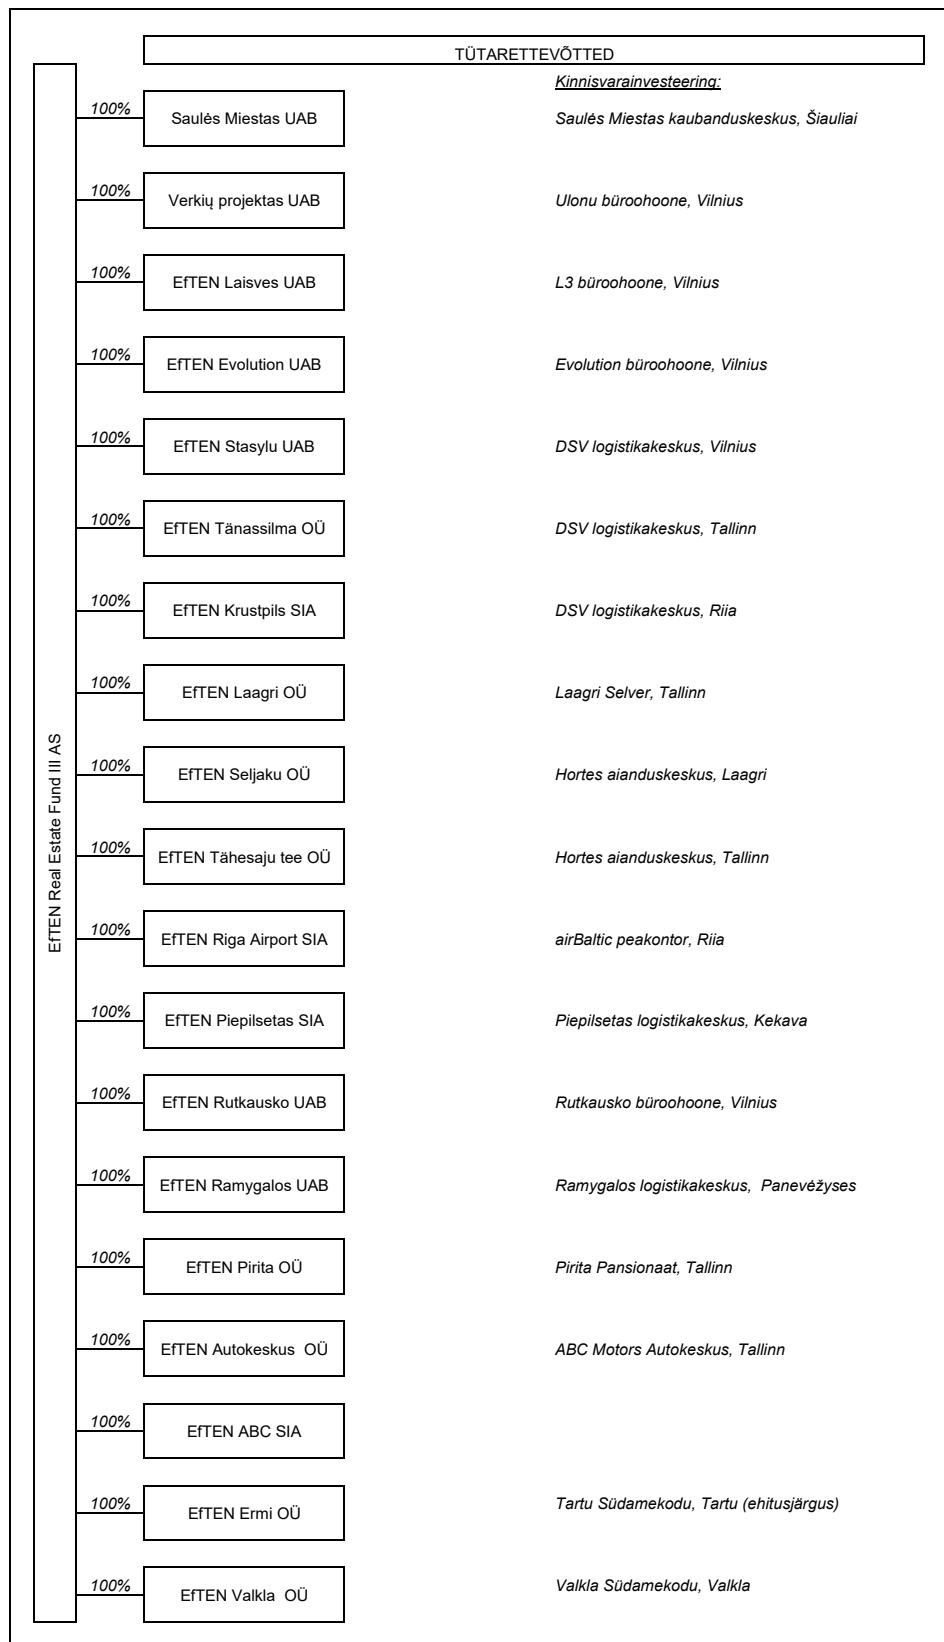 TÜTARETTEVÕTTED
EfTEN Real Estate Fund III AS
Kinnisvarainvesteering:
100%
Saulės Miestas UAB
Saulės Miestas kaubanduskeskus, Šiauliai
100%
Verkių projektas UAB
Ulonu büroohoone, Vilnius
100%
EfTEN Laisves UAB
L3 büroohoone, Vilnius
100%
EfTEN Evolution UAB
Evolution büroohoone, Vilnius
100%
EfTEN Stasylu UAB
DSV logistikakeskus, Vilnius
100%
EfTEN Tänassilma OÜ
DSV logistikakeskus, Tallinn
100%
EfTEN Krustpils SIA
DSV logistikakeskus, Riia
100%
EfTEN Laagri OÜ
Laagri Selver, Tallinn
100%
EfTEN Seljaku OÜ
Hortes aianduskeskus, Laagri
100%
EfTEN Tähesaju tee OÜ
Hortes aianduskeskus, Tallinn
100%
EfTEN Riga Airport SIA
airBaltic peakontor, Riia
100%
EfTEN Piepilsetas SIA
Piepilsetas logistikakeskus, Kekava
100%
EfTEN Rutkausko UAB
Rutkausko büroohoone, Vilnius
100%
EfTEN Ramygalos UAB
Ramygalos logistikakeskus, Panevėžyses
100%
EfTEN Pirita OÜ
Pirita Pansionaat, Tallinn
100%
EfTEN Autokeskus OÜ
ABC Motors Autokeskus, Tallinn
100%
EfTEN ABC SIA
100%
EfTEN Ermi OÜ
Tartu Südamekodu, Tartu (ehitusjärgus)
100%
EfTEN Valkla OÜ
Valkla Südamekodu, Valkla